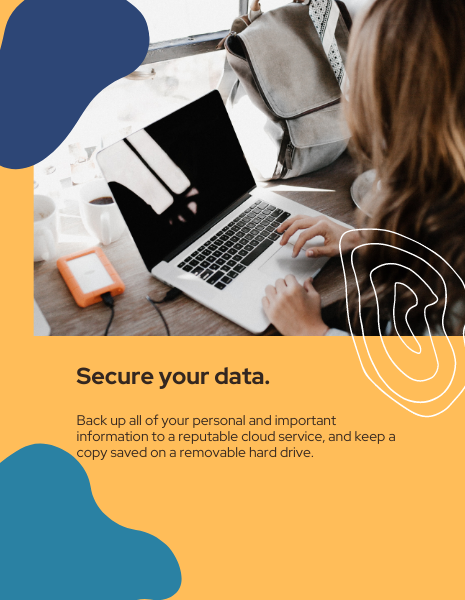 Secure your data.
Back up all of your personal and important
information to a reputable cloud service, and keep a
copy saved on a removable hard drive.